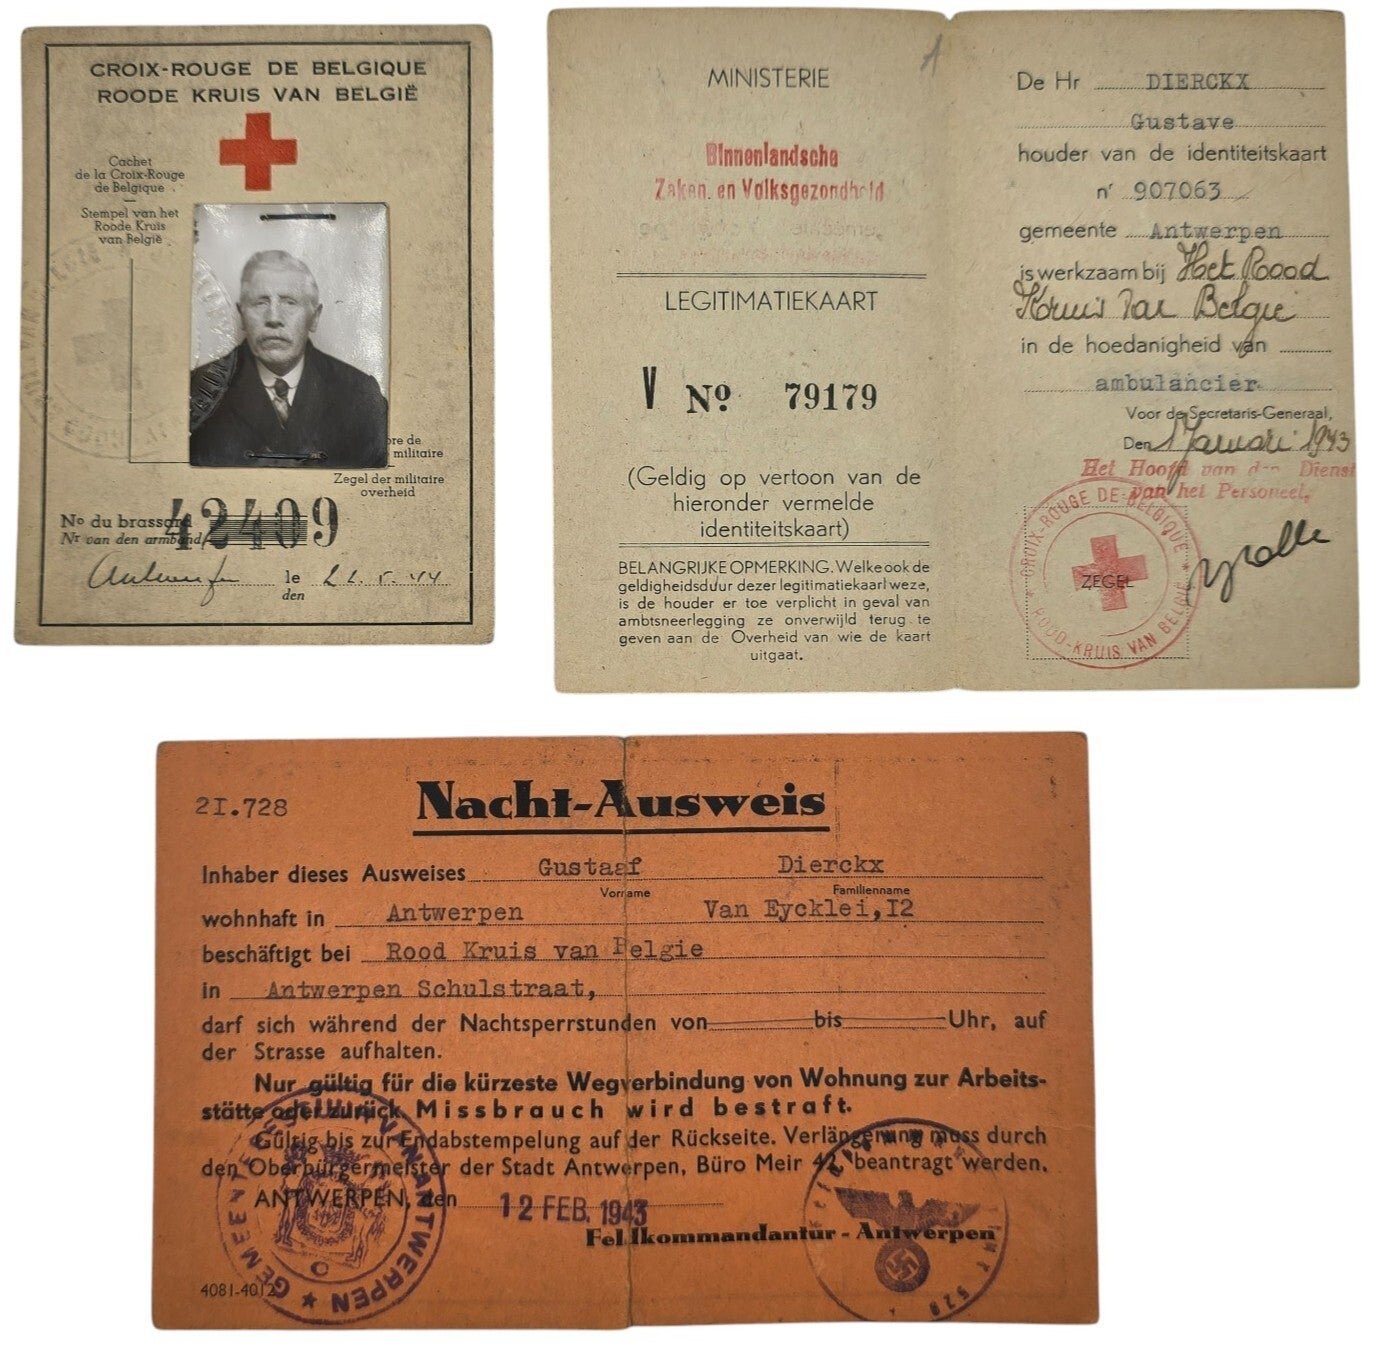 CROIX-ROUGE DE BELGIQUE
ROODE KRUIS VAN BELGIË
Cachet
de la Croix-Rouge
de Belgique
Stempel van het
Roode Kruis
van België
bre de
militaire
Zegel der militaire
overheid
42409
No du brassard
Nr van den armband
Antwerpen le 22.5.44
den
MINISTERIE
Binnenlandsche
Zaken en Volksgezondheid
LEGITIMATIEKAART
V No 79179
(Geldig op vertoon van de
hieronder vermelde
identiteitskaart)
BELANGRIJKE OPMERKING. Welke ook de
geldigheidsduur dezer legitimatiekaart weze,
is de houder er toe verplicht in geval van
ambtsneerlegging ze onverwijld terug te
geven aan de Overheid van wie de kaart
uitgaat.
De Hr DIERCKX
Gustave
houder van de identiteitskaart
n' 907063
gemeente Antwerpen
is werkzaam bij Het Rood
Kruis van Belgie
in de hoedanigheid van
ambulancier
Voor de Secretaris-Generaal,
Den 1 Januari 1943
Het Hoofd van den Dienst
van het Personeel,
CROIX-ROUGE DE BELGIQUE
ZEGEL
ROOD-KRUIS VAN BELGIË
21.728
Nacht-Ausweis
Inhaber dieses Ausweises Gustaaf Dierckx
Vorname Familienname
wohnhaft in Antwerpen Van Eycklei,I2
beschäftigt bei Rood Kruis van Belgie
in Antwerpen Schulstraat,
darf sich während der Nachtsperrstunden von bis Uhr, auf
der Strasse aufhalten.
Nur gültig für die kürzeste Wegverbindung von Wohnung zur Arbeits-
stätte oder zurück. Missbrauch wird bestraft.
Gültig bis zur Endabstempelung auf der Rückseite. Verlängerung muss durch
den Oberbürgermeister der Stadt Antwerpen, Büro Meir 42, beantragt werden.
ANTWERPEN, den 12 FEB. 1943
Feldkommandantur - Antwerpen
4081-4012
GEMEENTE VAN ANTWERPEN
520